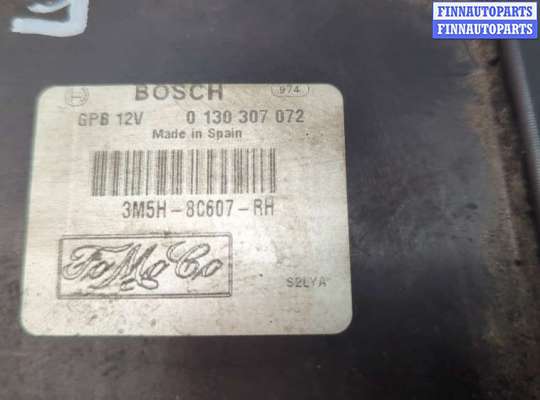 FINNAUTOPARTS
FINNAUTOPARTS
BOSCH 974
GPB 12V 0 130 307 072
Made in Spain
3M5H-8C607-RH
FoMoCo
S2LYA